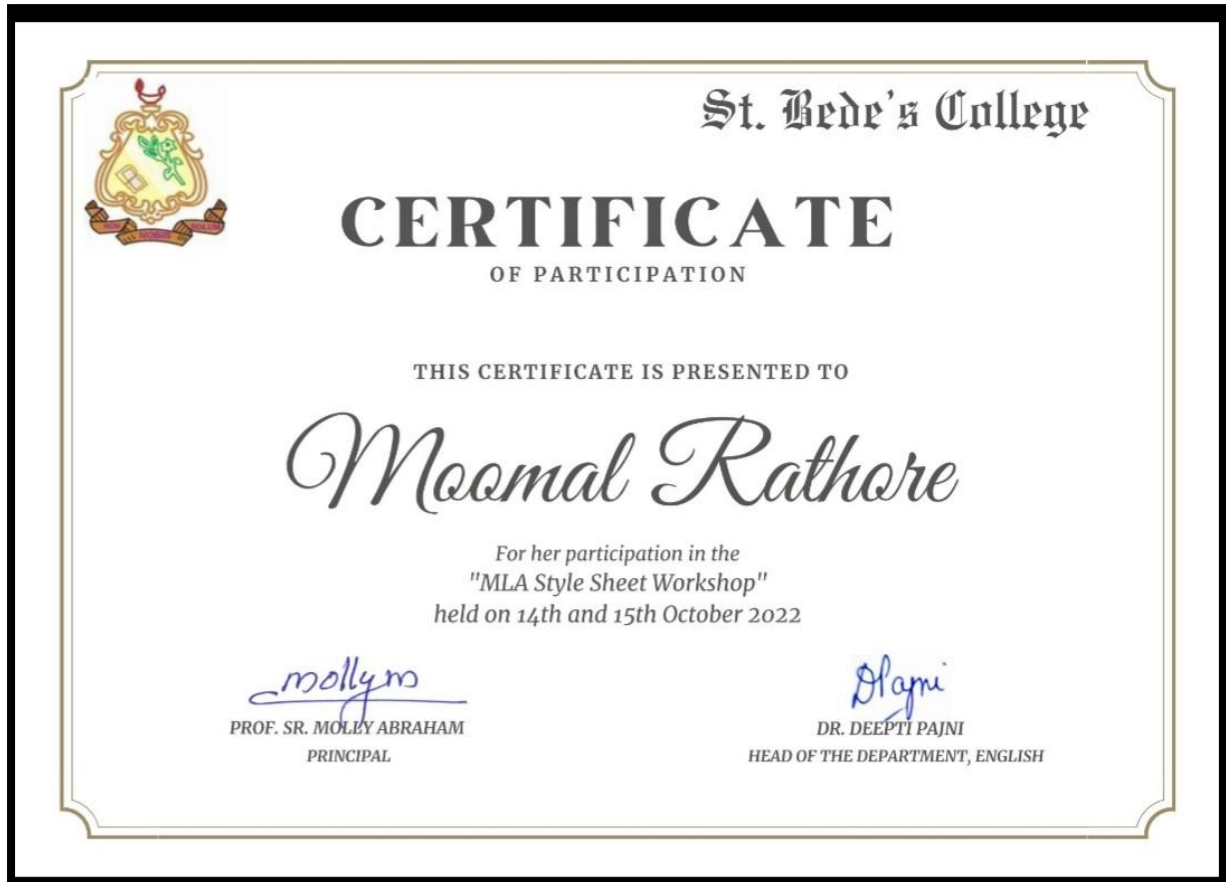 St. Bede's College
CERTIFICATE
OF PARTICIPATION
THIS CERTIFICATE IS PRESENTED TO
Moomal Rathore
For her participation in the
"MLA Style Sheet Workshop"
held on 14th and 15th October 2022
mollym
DPajni
PROF. SR. MOLLY ABRAHAM
PRINCIPAL
DR. DEEPTI PAJNI
HEAD OF THE DEPARTMENT, ENGLISH